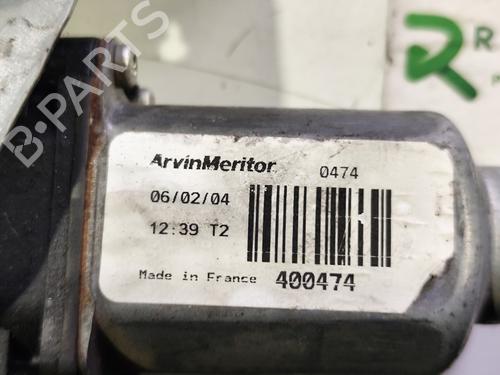 B-PARTS
R
ArvinMeritor 0474
06/02/04
12:39 T2
Made in France 400474